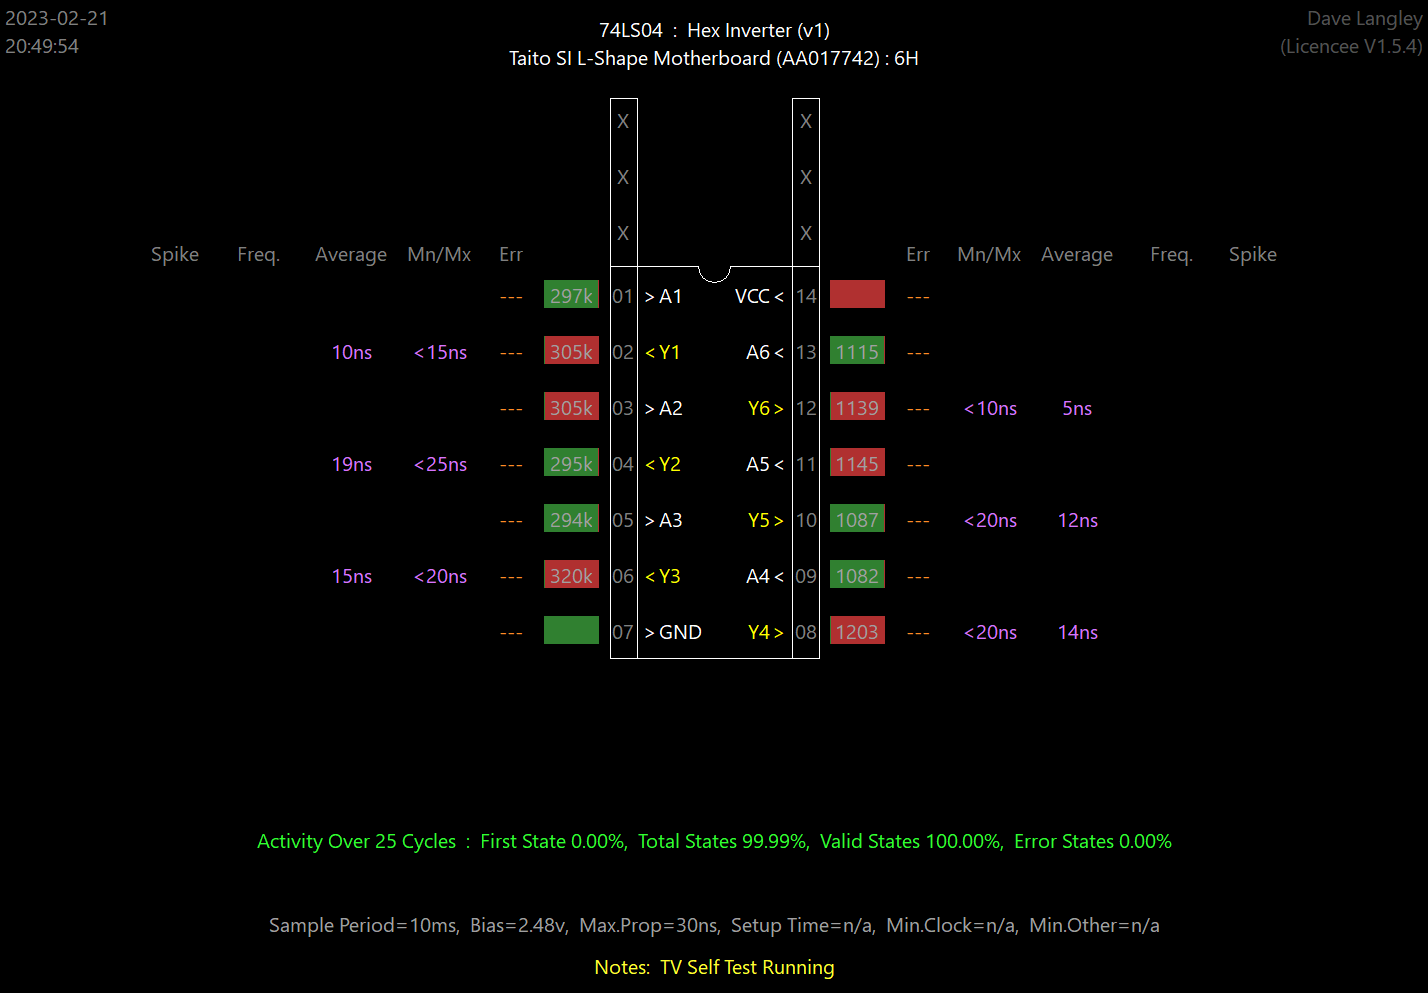 2023-02-21
20:49:54
74LS04 : Hex Inverter (v1)
Taito SI L-Shape Motherboard (AA017742) : 6H
Dave Langley
(Licencee V1.5.4)
X X
X X
X X
Spike Freq. Average Mn/Mx Err Err Mn/Mx Average Freq. Spike
--- 297k 01 >A1 VCC< 14 ---
10ns <15ns --- 305k 02 <Y1 A6< 13 1115 ---
--- 305k 03 >A2 Y6> 12 1139 --- <10ns 5ns
19ns <25ns --- 295k 04 <Y2 A5< 11 1145 ---
--- 294k 05 >A3 Y5> 10 1087 --- <20ns 12ns
15ns <20ns --- 320k 06 <Y3 A4< 09 1082 ---
--- 07 >GND Y4> 08 1203 --- <20ns 14ns
Activity Over 25 Cycles : First State 0.00%, Total States 99.99%, Valid States 100.00%, Error States 0.00%
Sample Period=10ms, Bias=2.48v, Max.Prop=30ns, Setup Time=n/a, Min.Clock=n/a, Min.Other=n/a
Notes: TV Self Test Running